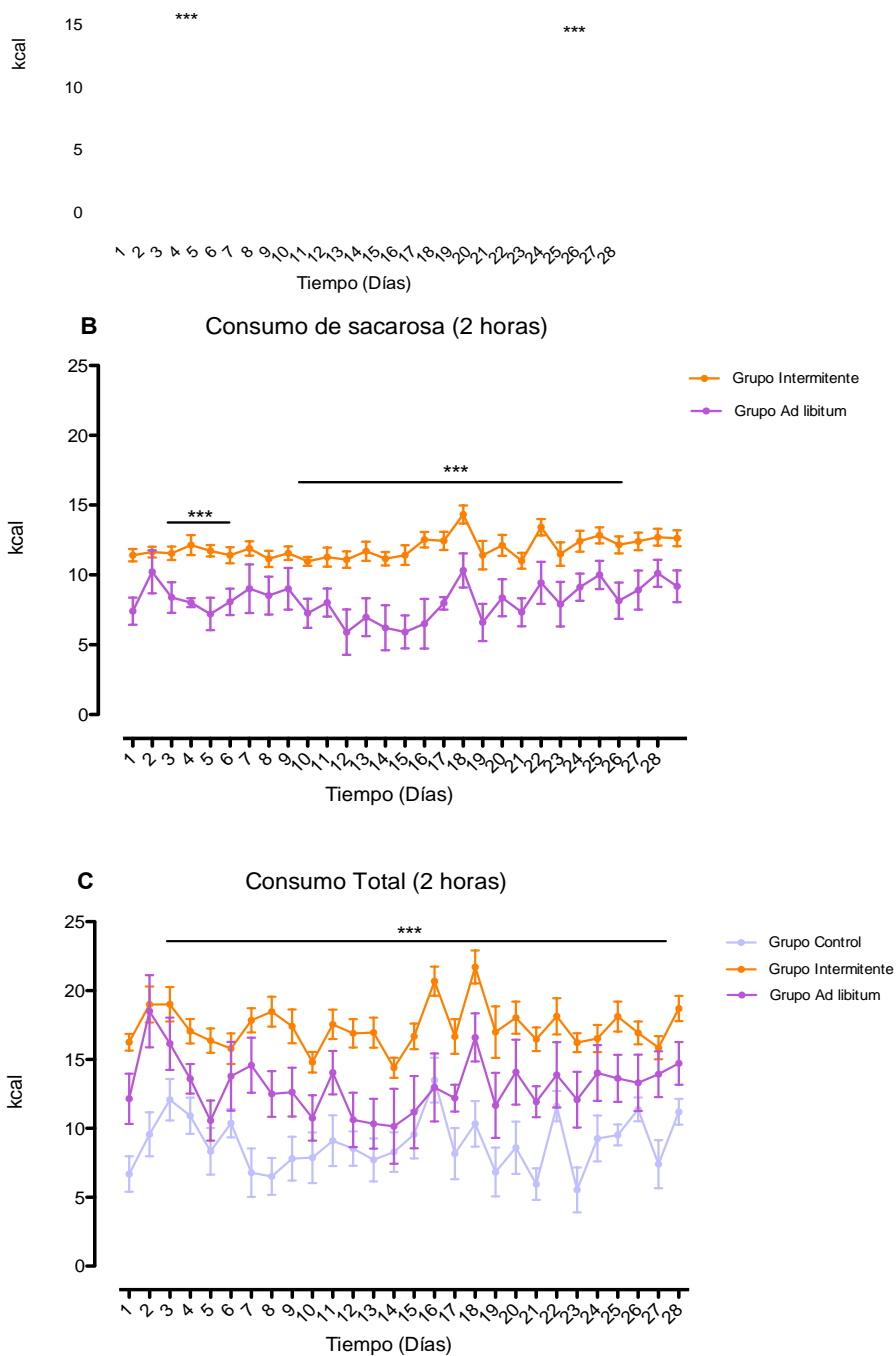 15
***
***
kcal
10
5
0
1 2 3 4 5 6 7 8 9 10 11 12 13 14 15 16 17 18 19 20 21 22 23 24 25 26 27 28
Tiempo (Días)
B Consumo de sacarosa (2 horas)
25
Grupo Intermitente
Grupo Ad libitum
20
***
15
***
kcal
10
5
0
1 2 3 4 5 6 7 8 9 10 11 12 13 14 15 16 17 18 19 20 21 22 23 24 25 26 27 28
Tiempo (Días)
C Consumo Total (2 horas)
25
***
Grupo Control
Grupo Intermitente
Grupo Ad libitum
20
15
kcal
10
5
0
1 2 3 4 5 6 7 8 9 10 11 12 13 14 15 16 17 18 19 20 21 22 23 24 25 26 27 28
Tiempo (Días)